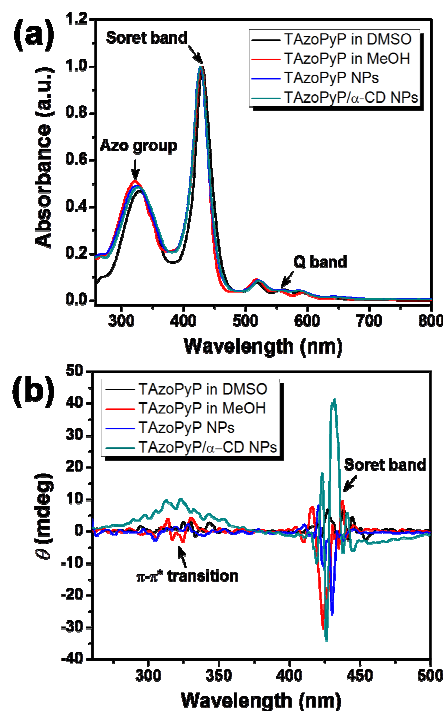 (a)
Soret band
TAzoPyP in DMSO
TAzoPyP in MeOH
TAzoPyP NPs
TAzoPyP/α-CD NPs
Azo group
Q band
Absorbance (a.u.)
1.2
1.0
0.8
0.6
0.4
0.2
0.0
300 400 500 600 700 800
Wavelength (nm)
(b)
TAzoPyP in DMSO
TAzoPyP in MeOH
TAzoPyP NPs
TAzoPyP/α-CD NPs
Soret band
π-π* transition
θ (mdeg)
50
40
30
20
10
0
-10
-20
-30
-40
300 350 400 450 500
Wavelength (nm)